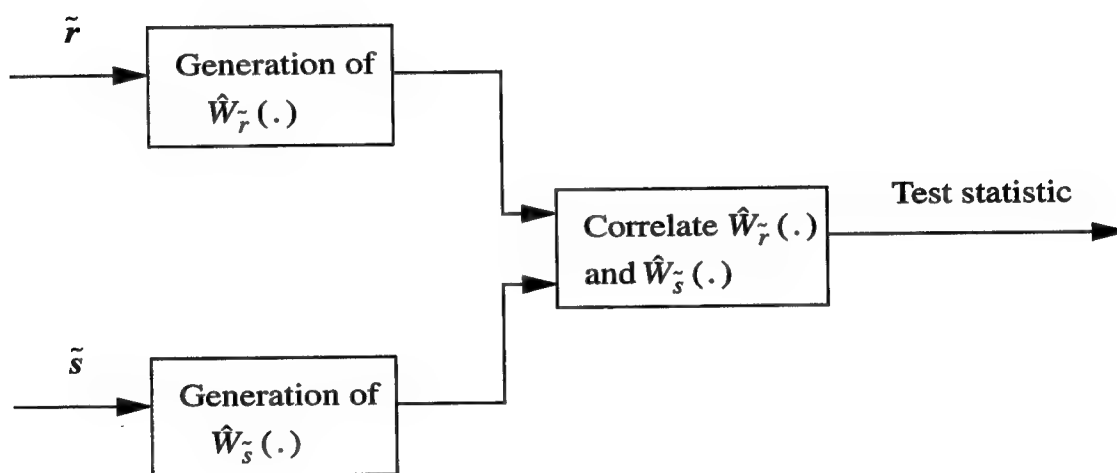 r̃
Generation of
Ŵ_r̃(.)
Test statistic
Correlate Ŵ_r̃(.)
and Ŵ_s̃(.)
s̃
Generation of
Ŵ_s̃(.)